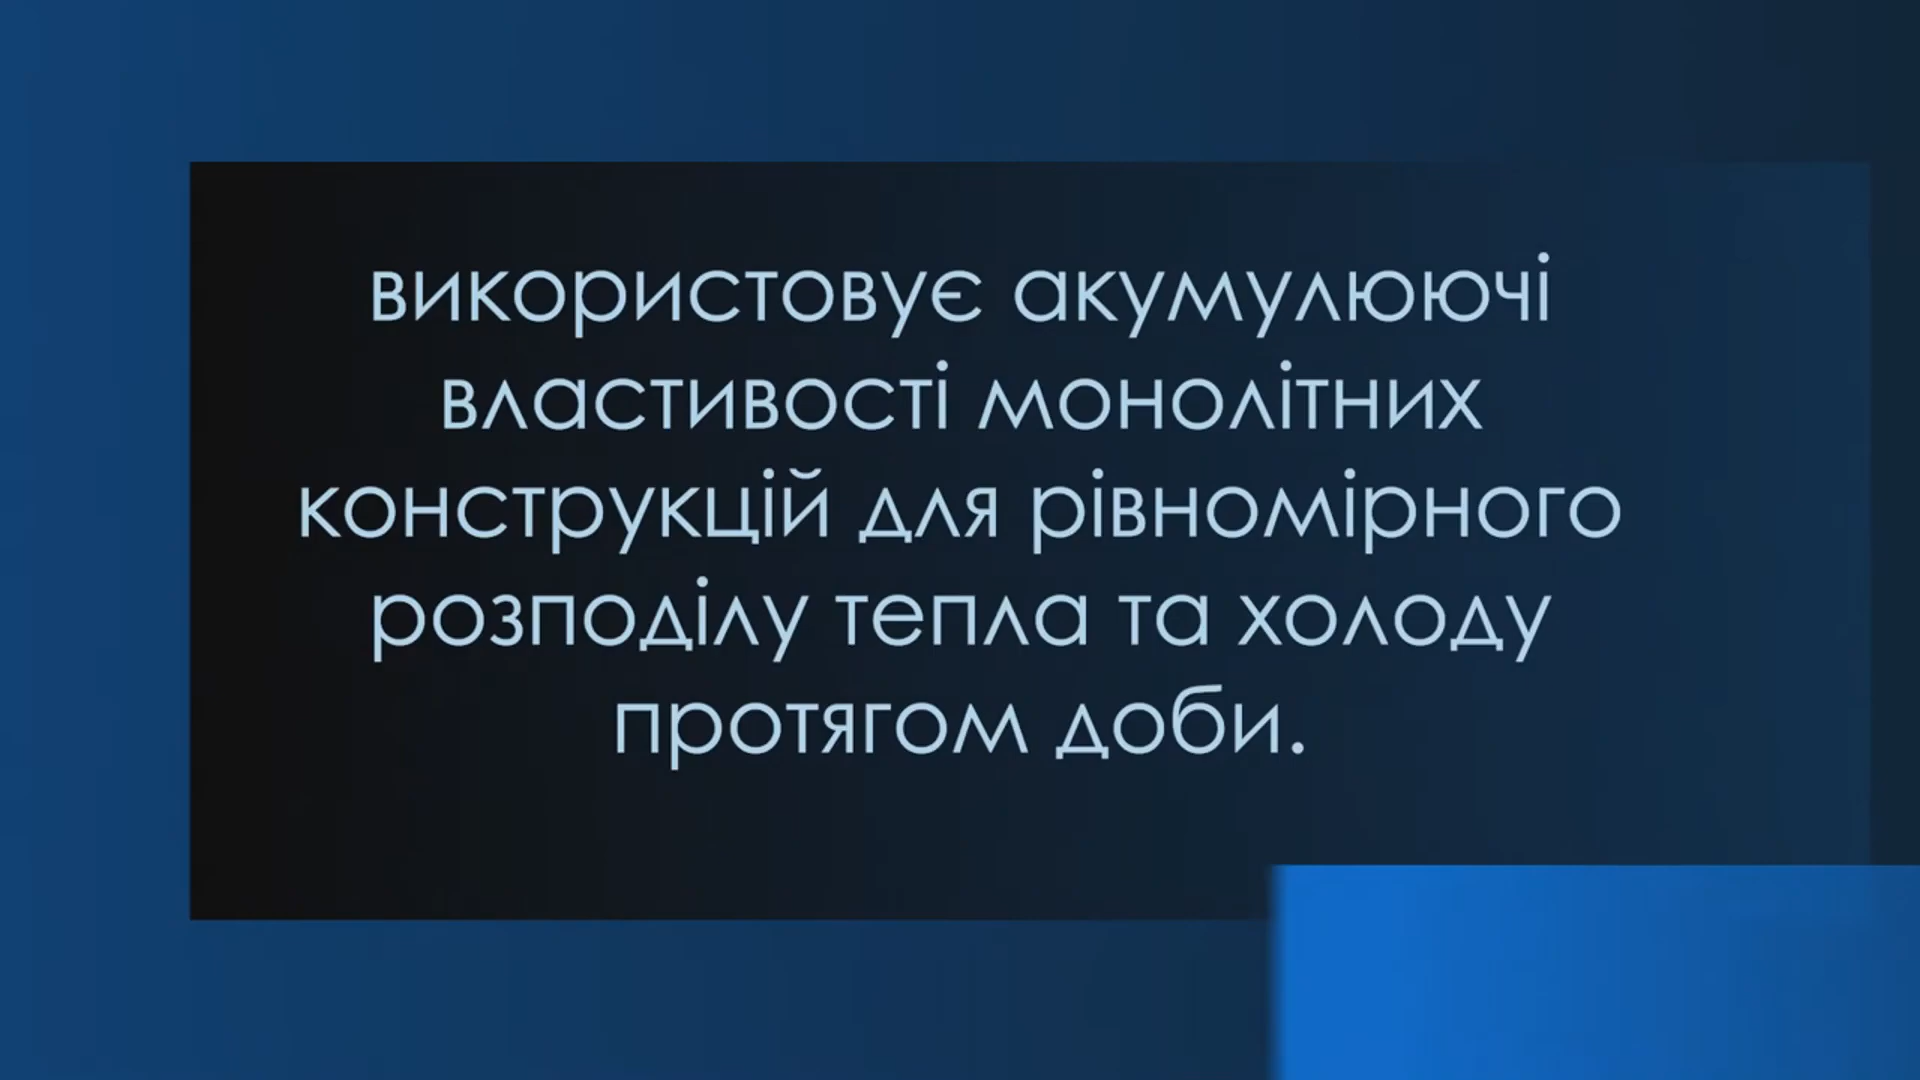 використовує акумулюючі
властивості монолітних
конструкцій для рівномірного
розподілу тепла та холоду
протягом доби.